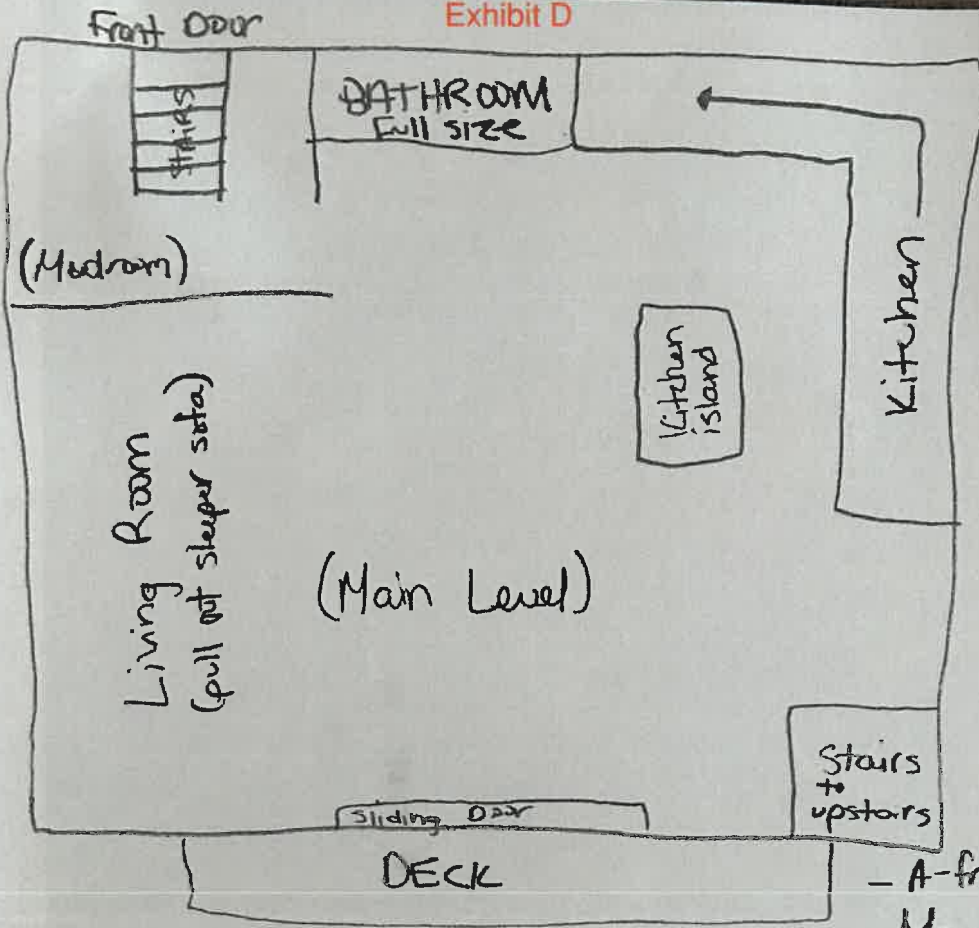 Exhibit D
Front Door
STAIRS
BATHROOM
Full size
(Mudroom)
Kitchen
Kitchen
island
Living Room
(pull out sleeper sofa)
(Main Level)
Stairs
to
upstairs
Sliding Door
DECK
- A-fr